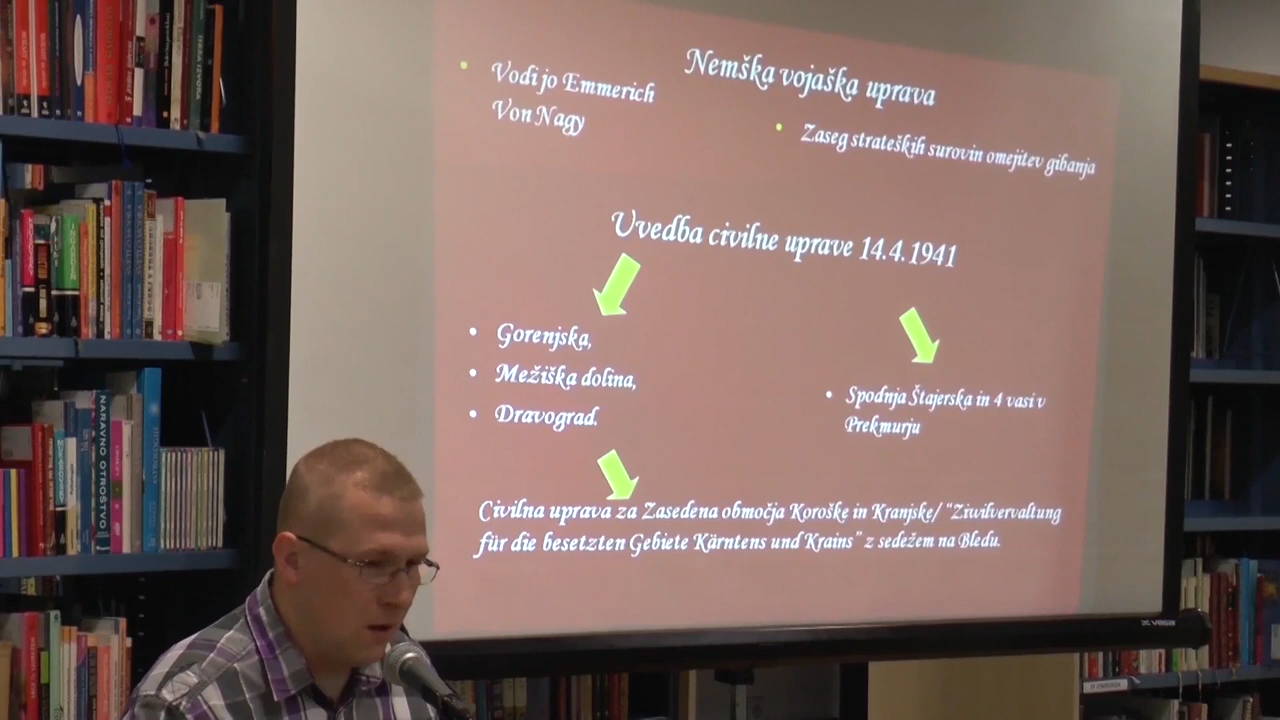 Nemška vojaška uprava
Vodi jo Emmerich
Von Nagy
Zaseg strateških surovin omejitev gibanja
Uvedba civilne uprave 14.4.1941
Gorenjska,
Mežiška dolina,
Dravograd.
Spodnja Štajerska in 4 vasi v
Prekmurju
Civilna uprava za Zasedena območja Koroške in Kranjske/ "Ziwilvervaltung
für die besetzten Gebiete Kärntens und Krains" z sedežem na Bledu.
vega
NARAVNO OTROŠTVO